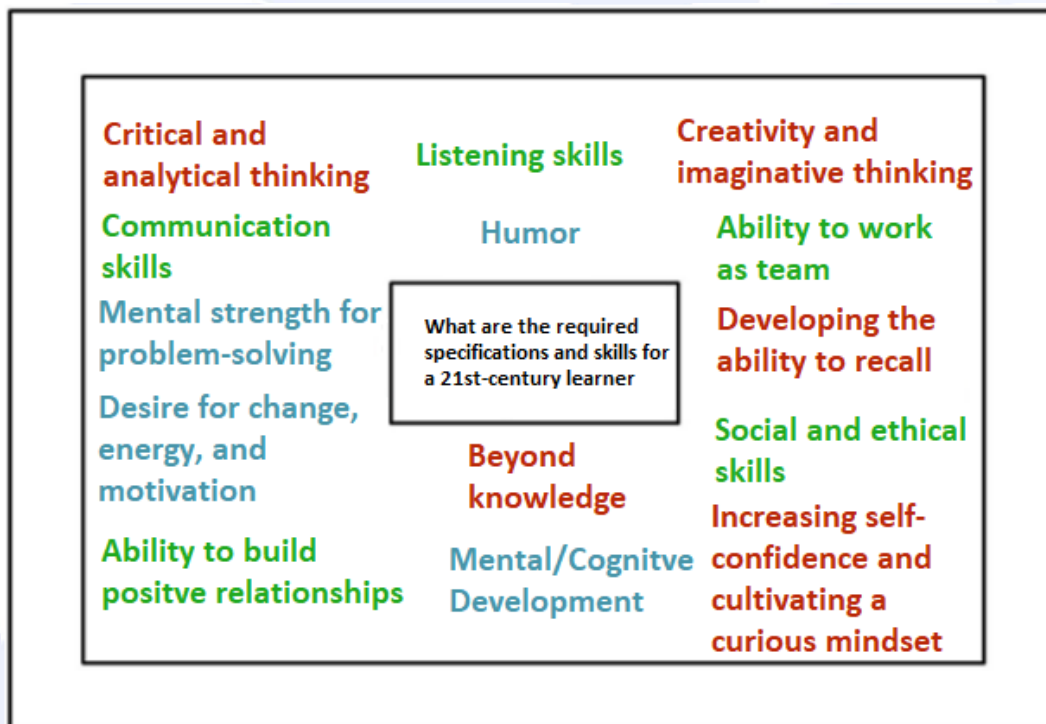 Critical and
analytical thinking
Listening skills
Creativity and
imaginative thinking
Communication
skills
Humor
Ability to work
as team
Mental strength for
problem-solving
What are the required
specifications and skills for
a 21st-century learner
Developing the
ability to recall
Desire for change,
energy, and
motivation
Beyond
knowledge
Social and ethical
skills
Ability to build
positve relationships
Mental/Cognitve
Development
Increasing self-
confidence and
cultivating a
curious mindset